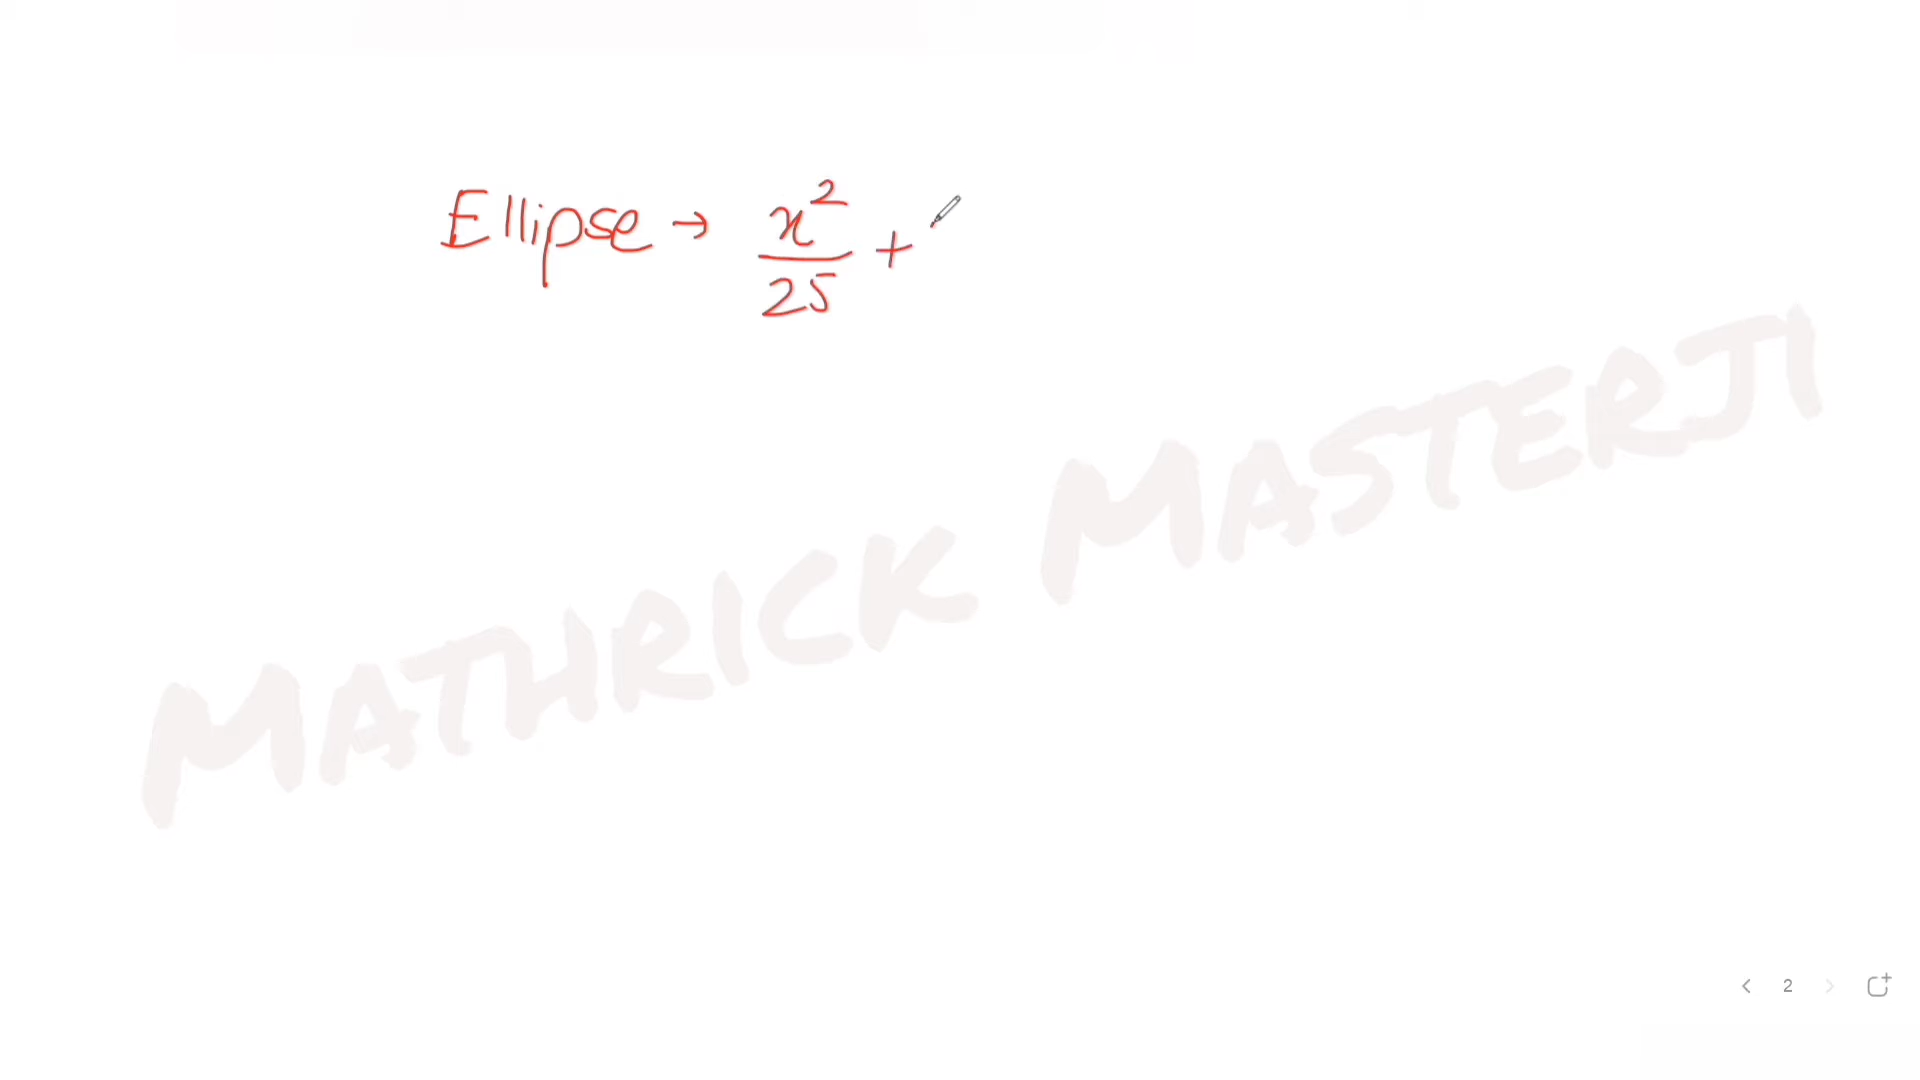 Ellipse → x²/25 +
MATHRICK MASTERJI
2